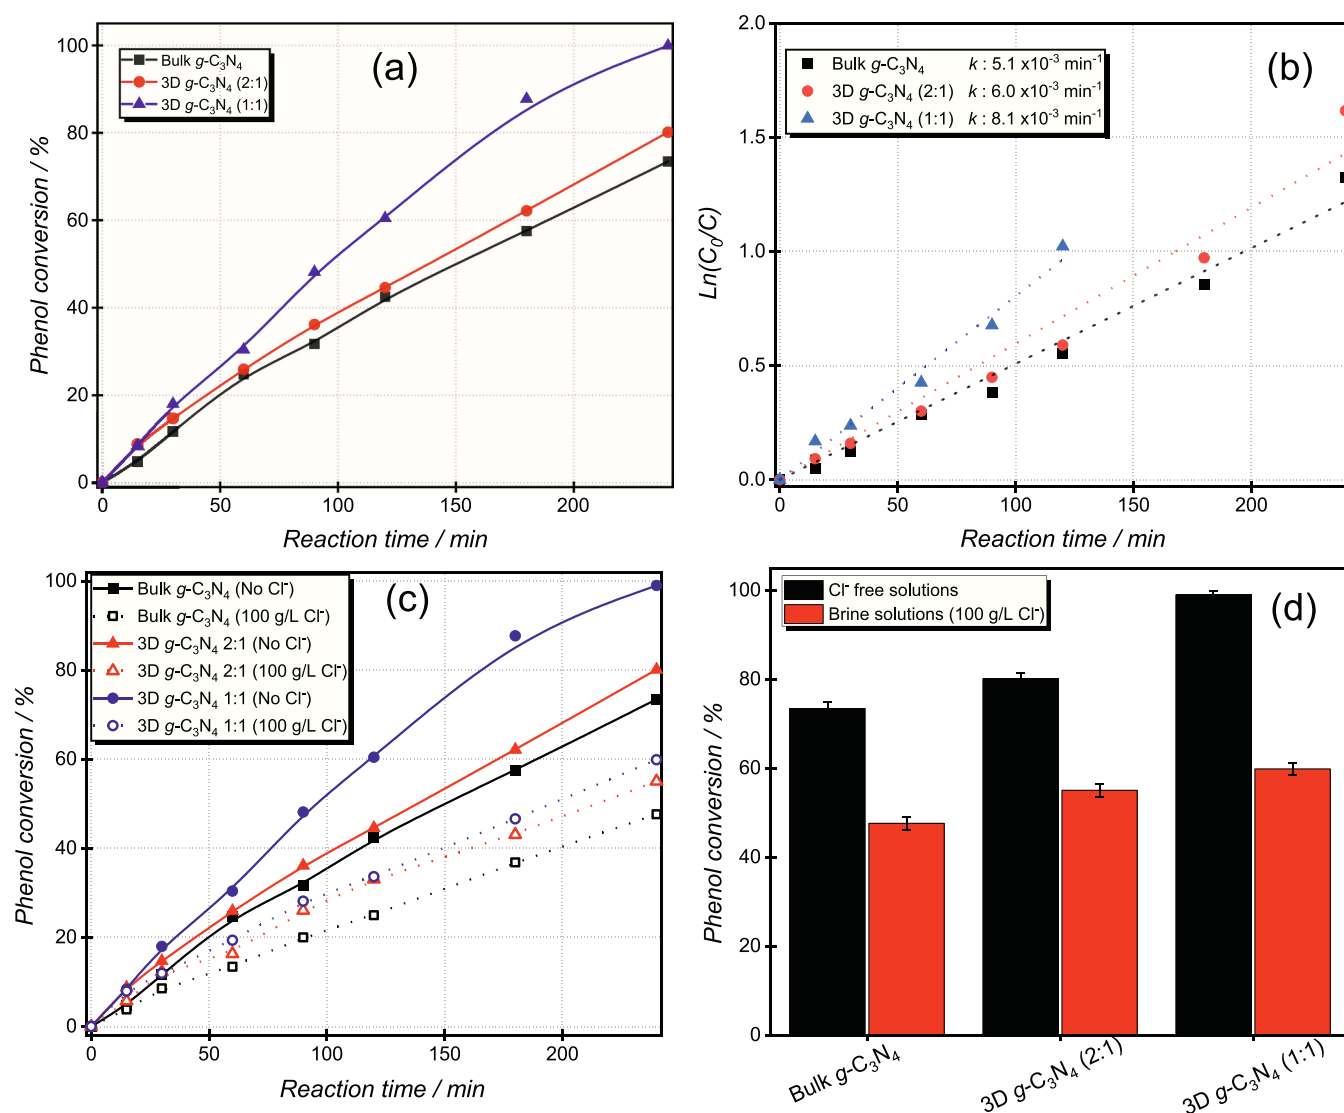 (a)
Bulk g-C₃N₄
3D g-C₃N₄ (2:1)
3D g-C₃N₄ (1:1)
100
80
60
40
20
0
Phenol conversion / %
0 50 100 150 200
Reaction time / min
(b)
Bulk g-C₃N₄ k : 5.1 x10⁻³ min⁻¹
3D g-C₃N₄ (2:1) k : 6.0 x10⁻³ min⁻¹
3D g-C₃N₄ (1:1) k : 8.1 x10⁻³ min⁻¹
2.0
1.5
1.0
0.5
0.0
Ln(C₀/C)
0 50 100 150 200
Reaction time / min
(c)
Bulk g-C₃N₄ (No Cl⁻)
Bulk g-C₃N₄ (100 g/L Cl⁻)
3D g-C₃N₄ 2:1 (No Cl⁻)
3D g-C₃N₄ 2:1 (100 g/L Cl⁻)
3D g-C₃N₄ 1:1 (No Cl⁻)
3D g-C₃N₄ 1:1 (100 g/L Cl⁻)
100
80
60
40
20
0
Phenol conversion / %
0 50 100 150 200
Reaction time / min
(d)
Cl⁻ free solutions
Brine solutions (100 g/L Cl⁻)
100
80
60
40
20
0
Phenol conversion / %
Bulk g-C₃N₄
3D g-C₃N₄ (2:1)
3D g-C₃N₄ (1:1)